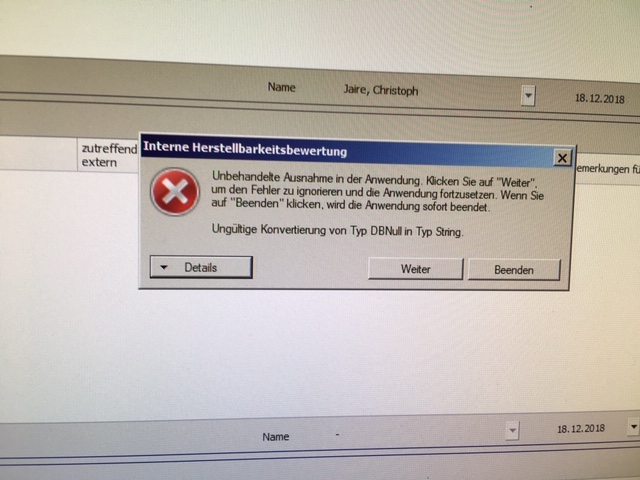 Name Jaire, Christoph 18.12.2018
zutreffend
extern
emerkungen fü
Interne Herstellbarkeitsbewertung
Unbehandelte Ausnahme in der Anwendung. Klicken Sie auf "Weiter",
um den Fehler zu ignorieren und die Anwendung fortzusetzen. Wenn Sie
auf "Beenden" klicken, wird die Anwendung sofort beendet.
Ungültige Konvertierung von Typ DBNull in Typ String.
Details Weiter Beenden
Name - 18.12.2018